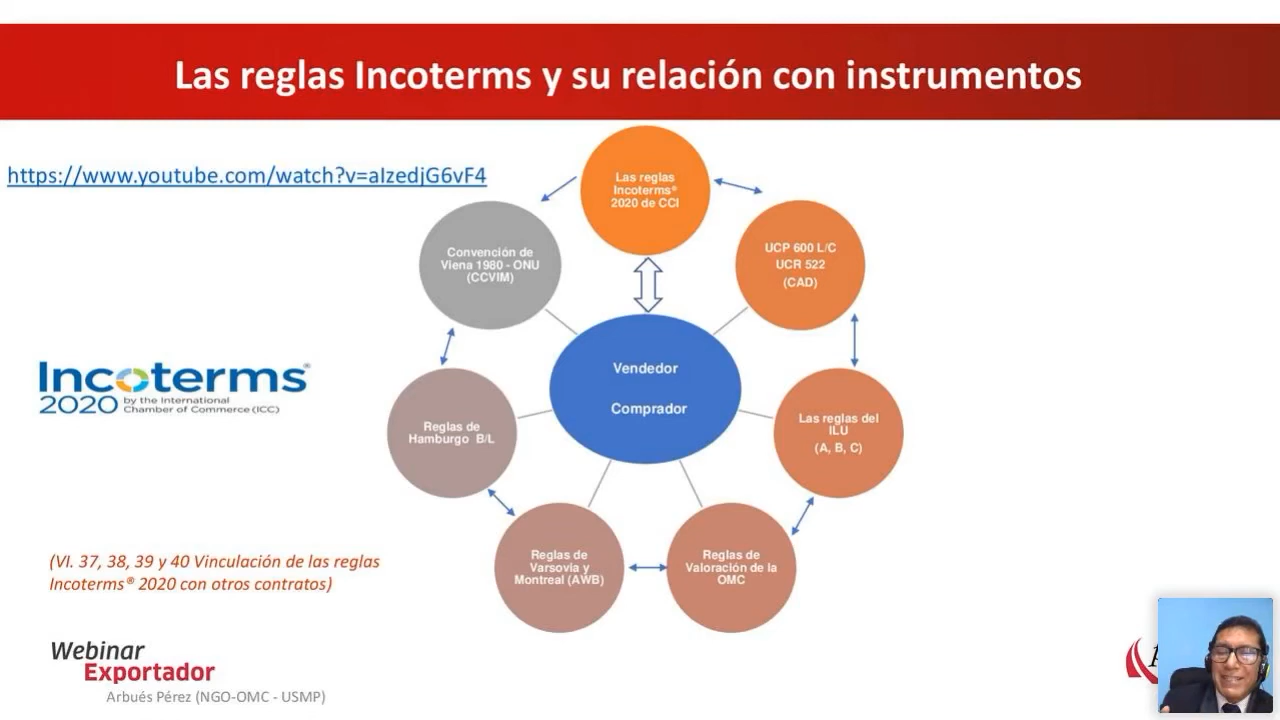 Las reglas Incoterms y su relación con instrumentos
https://www.youtube.com/watch?v=aIzedjG6vF4
Las reglas
Incoterms®
2020 de CCI
UCP 600 L/C
UCR 522
(CAD)
Las reglas del
ILU
(A, B, C)
Reglas de
Valoración de la
OMC
Reglas de
Varsovia y
Montreal (AWB)
Reglas de
Hamburgo B/L
Convención de
Viena 1980 - ONU
(CCVIM)
Vendedor
Comprador
Incoterms®
2020 by the International
Chamber of Commerce (ICC)
(VI. 37, 38, 39 y 40 Vinculación de las reglas
Incoterms® 2020 con otros contratos)
Webinar
Exportador
Arbués Pérez (NGO-OMC - USMP)